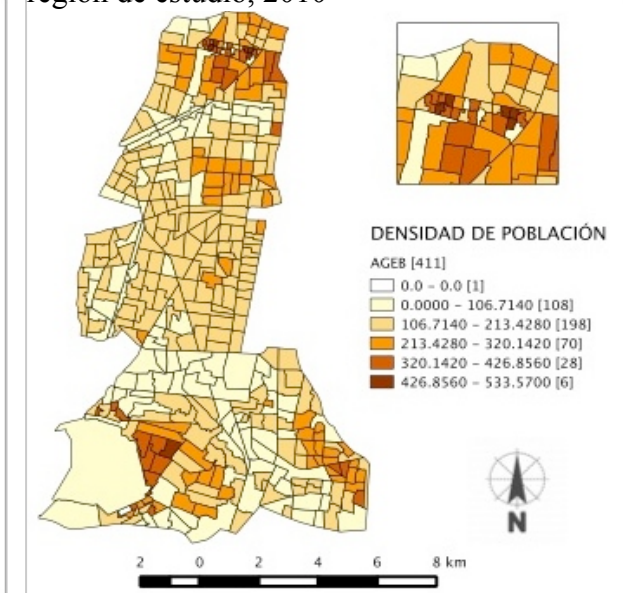 región de estudio, 2010
DENSIDAD DE POBLACIÓN
AGEB [411]
0.0 - 0.0 [1]
0.0000 - 106.7140 [108]
106.7140 - 213.4280 [198]
213.4280 - 320.1420 [70]
320.1420 - 426.8560 [28]
426.8560 - 533.5700 [6]
N
2 0 2 4 6 8 km